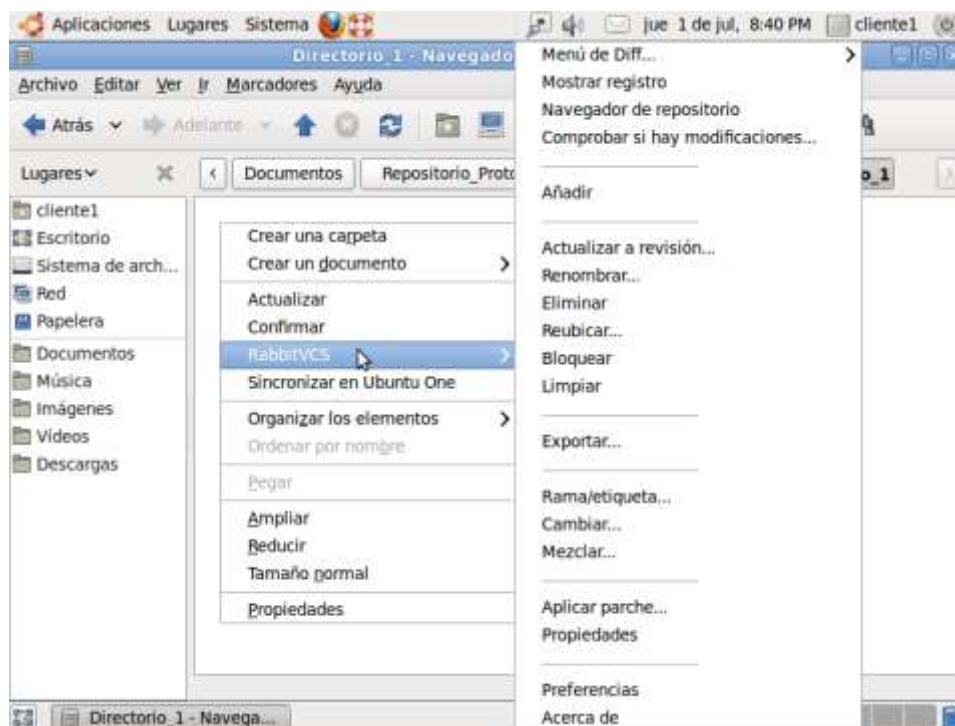 Aplicaciones Lugares Sistema jue 1 de jul, 8:40 PM cliente1
Directorio_1 - Navegado
Archivo Editar Ver Ir Marcadores Ayuda
Atrás Adelante
Lugares Documentos Repositorio_Proto o_1
cliente1
Escritorio
Sistema de arch...
Red
Papelera
Documentos
Música
Imágenes
Vídeos
Descargas
Crear una carpeta
Crear un documento
Actualizar
Confirmar
RabbitVCS
Sincronizar en Ubuntu One
Organizar los elementos
Ordenar por nombre
Pegar
Ampliar
Reducir
Tamaño normal
Propiedades
Menú de Diff...
Mostrar registro
Navegador de repositorio
Comprobar si hay modificaciones...
Añadir
Actualizar a revisión...
Renombrar...
Eliminar
Reubicar...
Bloquear
Limpiar
Exportar...
Rama/etiqueta...
Cambiar...
Mezclar...
Aplicar parche...
Propiedades
Preferencias
Acerca de
Directorio_1 - Navega...